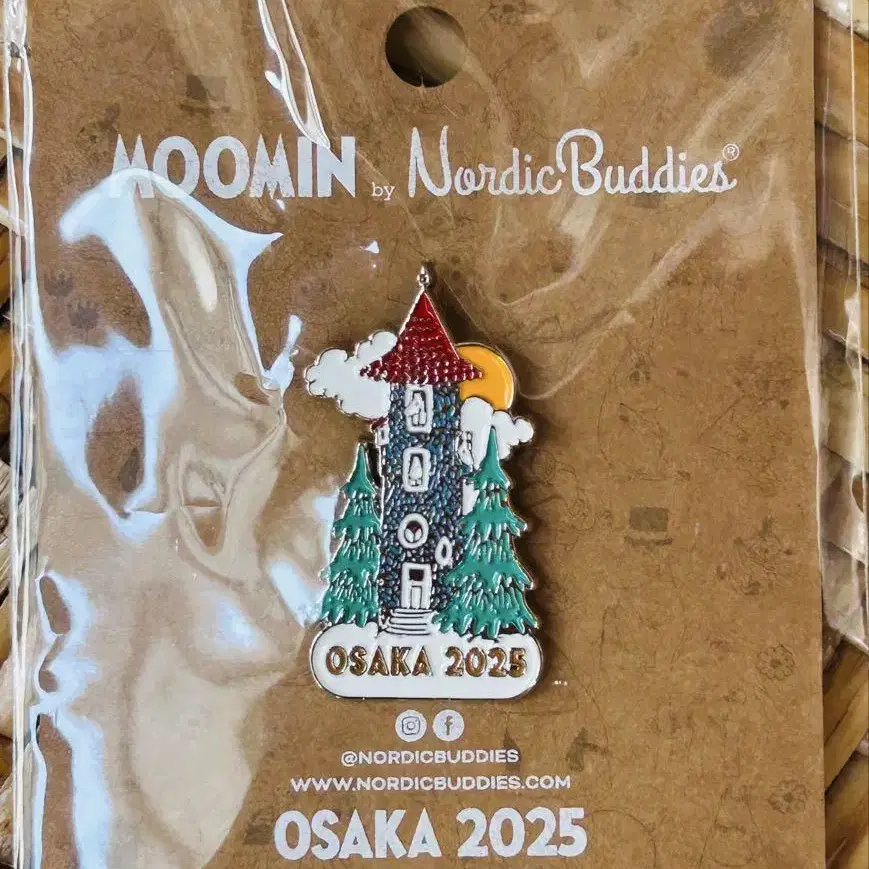 MOOMIN by NordicBuddies®
OSAKA 2025
@NORDICBUDDIES
WWW.NORDICBUDDIES.COM
OSAKA 2025